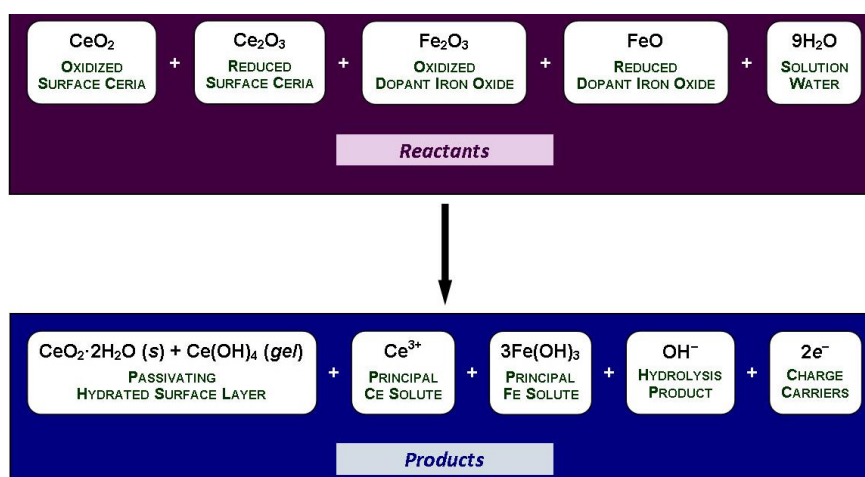 CeO₂ + Ce₂O₃ + Fe₂O₃ + FeO + 9H₂O
OXIDIZED REDUCED OXIDIZED REDUCED SOLUTION
SURFACE CERIA SURFACE CERIA DOPANT IRON OXIDE DOPANT IRON OXIDE WATER
Reactants
CeO₂·2H₂O (s) + Ce(OH)₄ (gel) + Ce³⁺ + 3Fe(OH)₃ + OH⁻ + 2e⁻
PASSIVATING PRINCIPAL PRINCIPAL HYDROLYSIS CHARGE
HYDRATED SURFACE LAYER CE SOLUTE FE SOLUTE PRODUCT CARRIERS
Products